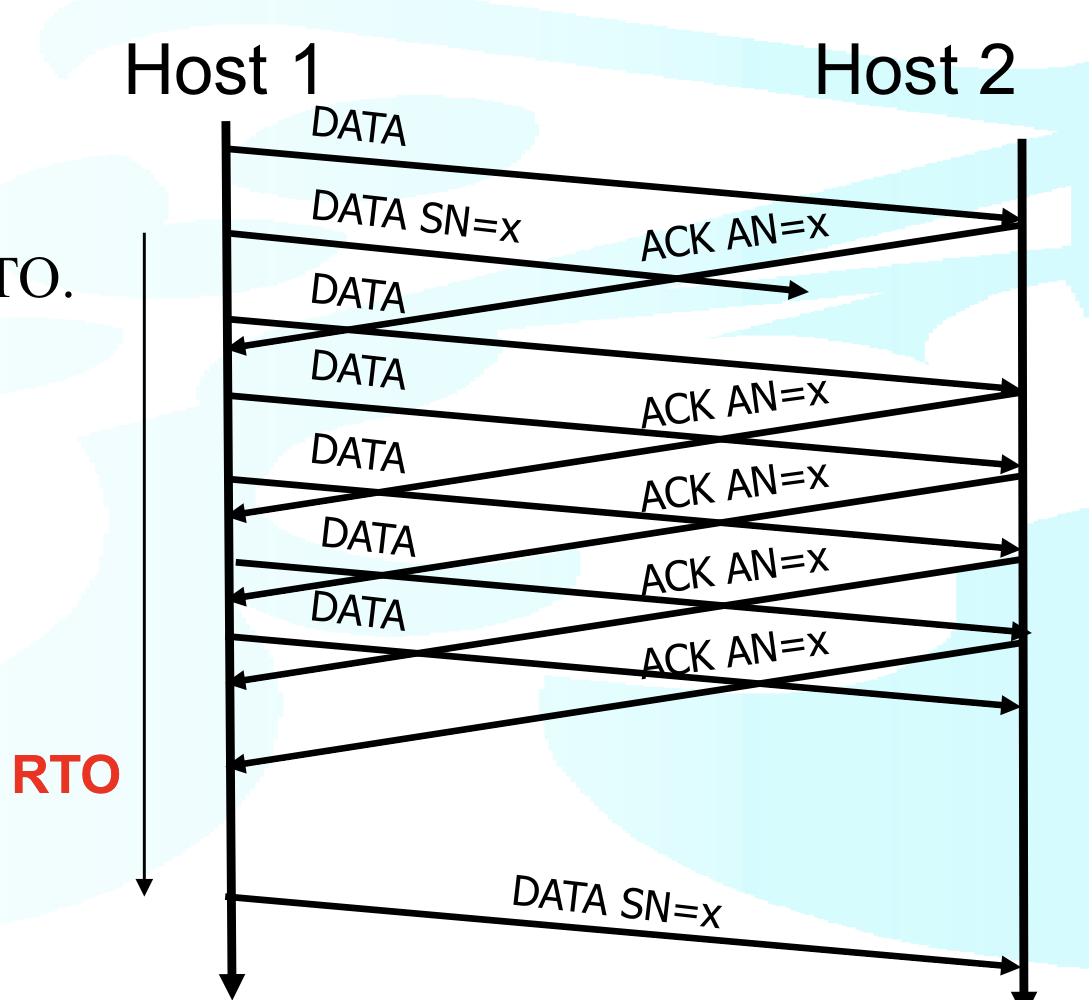 Host 1
Host 2
DATA
DATA SN=x
ACK AN=x
TO.
DATA
DATA
ACK AN=x
DATA
ACK AN=x
DATA
ACK AN=x
DATA
ACK AN=x
RTO
DATA SN=x